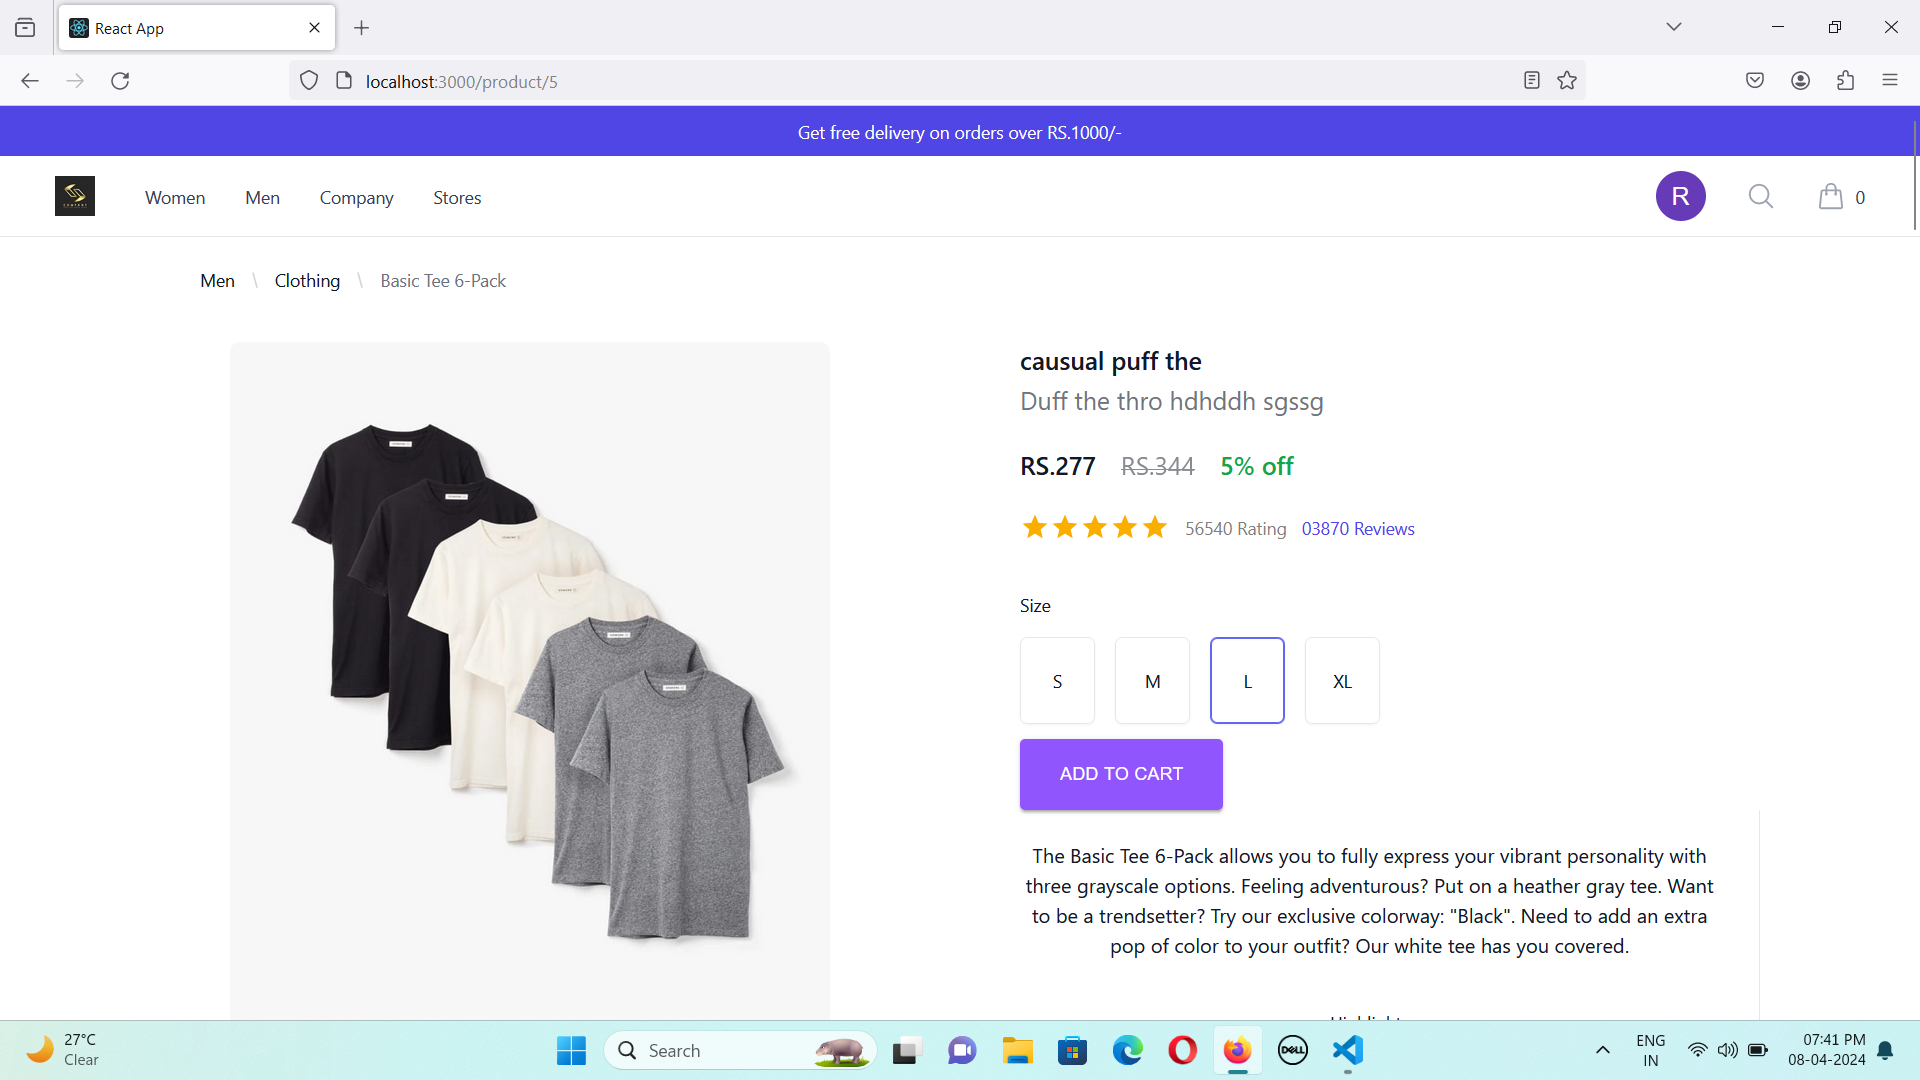 React App
localhost:3000/product/5
Get free delivery on orders over RS.1000/-
Women Men Company Stores R 0
Men \ Clothing \ Basic Tee 6-Pack
causual puff the
Duff the thro hdhddh sgssg
RS.277 RS.344 5% off
56540 Rating 03870 Reviews
Size
S M L XL
ADD TO CART
The Basic Tee 6-Pack allows you to fully express your vibrant personality with
three grayscale options. Feeling adventurous? Put on a heather gray tee. Want
to be a trendsetter? Try our exclusive colorway: "Black". Need to add an extra
pop of color to your outfit? Our white tee has you covered.
27°C
Clear
Search
DELL
ENG
IN
07:41 PM
08-04-2024